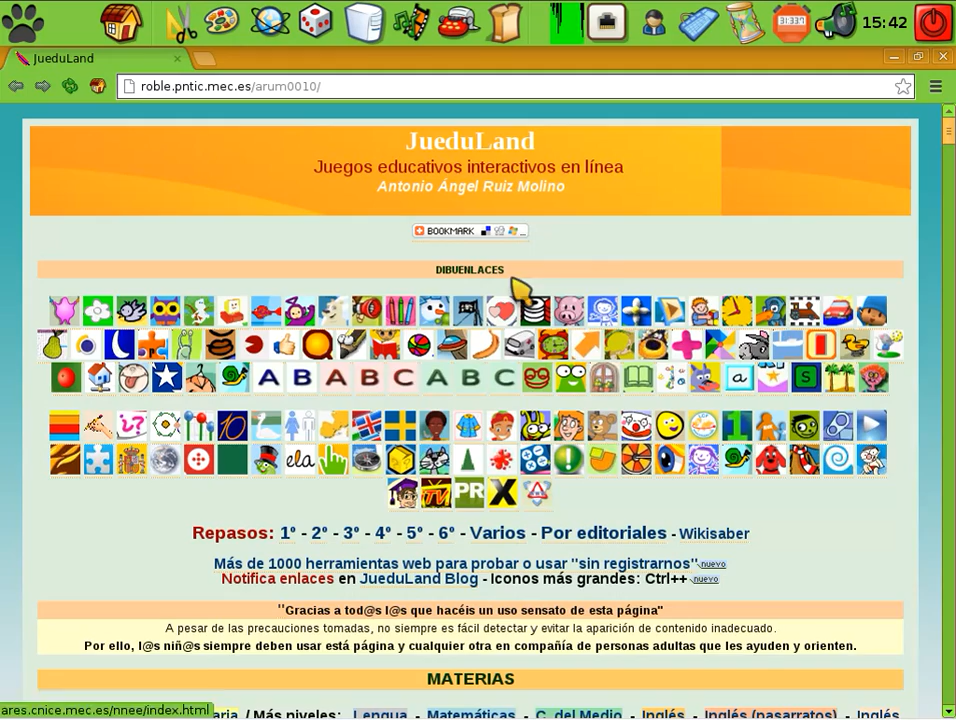 31:337
15:42
JueduLand
roble.pntic.mec.es/arum0010/
JueduLand
Juegos educativos interactivos en línea
Antonio Ángel Ruiz Molino
BOOKMARK
DIBUENLACES
A B A B C A B C
a
S
10
1
ela
TV PR X
Repasos: 1º - 2º - 3º - 4º - 5º - 6º - Varios - Por editoriales - Wikisaber
Más de 1000 herramientas web para probar o usar "sin registrarnos" nuevo
Notifica enlaces en JueduLand Blog - Iconos más grandes: Ctrl++ nuevo
"Gracias a tod@s l@s que hacéis un uso sensato de esta página"
A pesar de las precauciones tomadas, no siempre es fácil detectar y evitar la aparición de contenido inadecuado.
Por ello, l@s niñ@s siempre deben usar está página y cualquier otra en compañía de personas adultas que les ayuden y orienten.
MATERIAS
ares.cnice.mec.es/nnee/index.html
/ Más niveles: Lengua - Matemáticas - C. del Medio - Inglés - Inglés (pasarratos) - Inglés